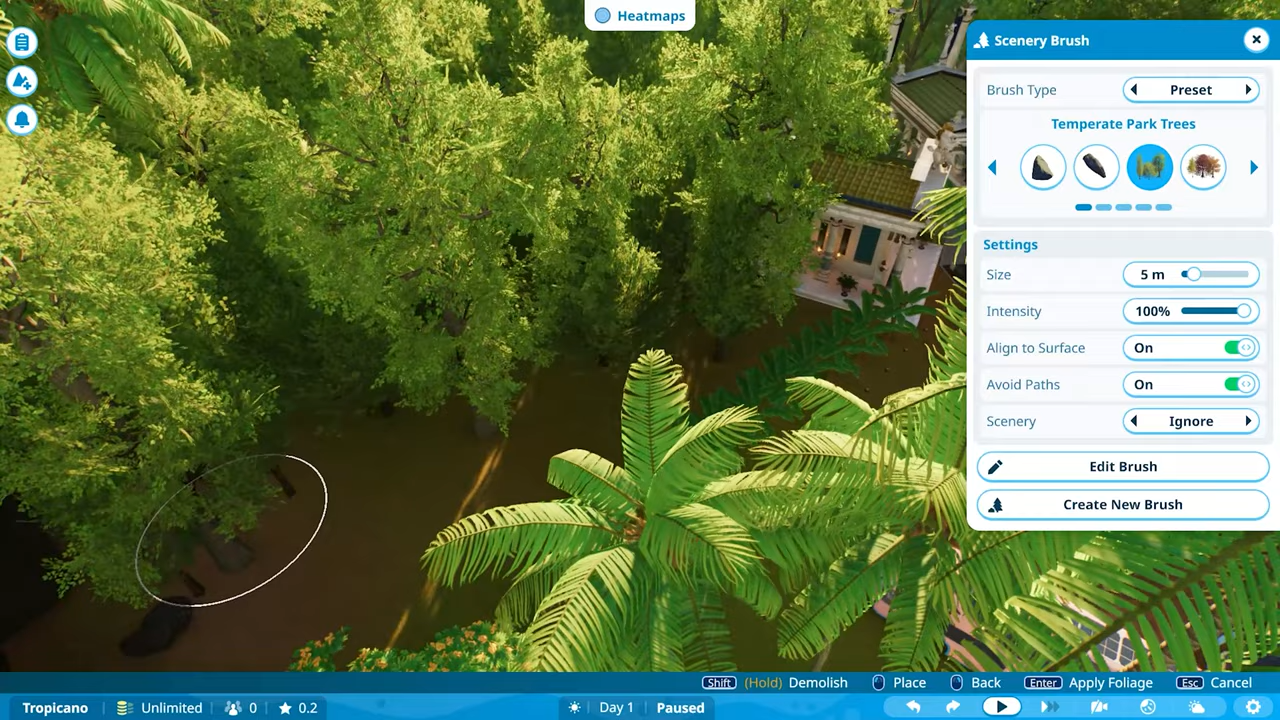 Heatmaps
Scenery Brush
Brush Type
Preset
Temperate Park Trees
Settings
Size
5 m
Intensity
100%
Align to Surface
On
Avoid Paths
On
Scenery
Ignore
Edit Brush
Create New Brush
Shift (Hold) Demolish
Place
Back
Enter Apply Foliage
Esc Cancel
Tropicano
Unlimited
0
0.2
Day 1
Paused